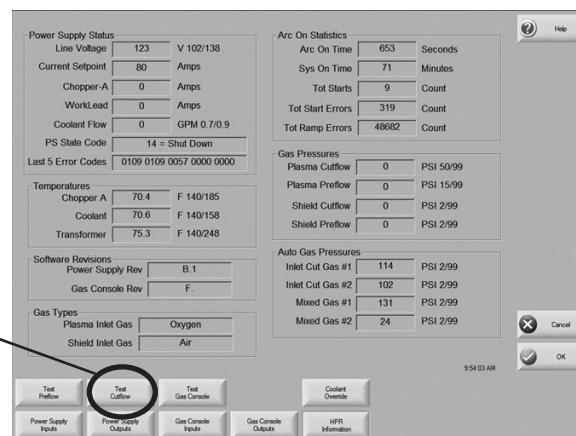 Power Supply Status
Line Voltage 123 V 102/138
Current Setpoint 80 Amps
Chopper-A 0 Amps
WorkLead 0 Amps
Coolant Flow 0 GPM 0.7/0.9
PS State Code 14 = Shut Down
Last 5 Error Codes 0109 0109 0057 0000 0000
Temperatures
Chopper A 70.4 F 140/185
Coolant 70.6 F 140/158
Transformer 75.3 F 140/248
Software Revisions
Power Supply Rev B.1
Gas Console Rev F.
Gas Types
Plasma Inlet Gas Oxygen
Shield Inlet Gas Air
Arc On Statistics
Arc On Time 653 Seconds
Sys On Time 71 Minutes
Tot Starts 9 Count
Tot Start Errors 319 Count
Tot Ramp Errors 48682 Count
Gas Pressures
Plasma Cutflow 0 PSI 50/99
Plasma Preflow 0 PSI 15/99
Shield Cutflow 0 PSI 2/99
Shield Preflow 0 PSI 2/99
Auto Gas Pressures
Inlet Cut Gas #1 114 PSI 2/99
Inlet Cut Gas #2 102 PSI 2/99
Mixed Gas #1 131 PSI 2/99
Mixed Gas #2 24 PSI 2/99
Help
Cancel
OK
9:54:03 AM
Test Preflow
Test Cutflow
Test Gas Console
Coolant Override
Power Supply Inputs
Power Supply Outputs
Gas Console Inputs
Gas Console Outputs
HPR Information